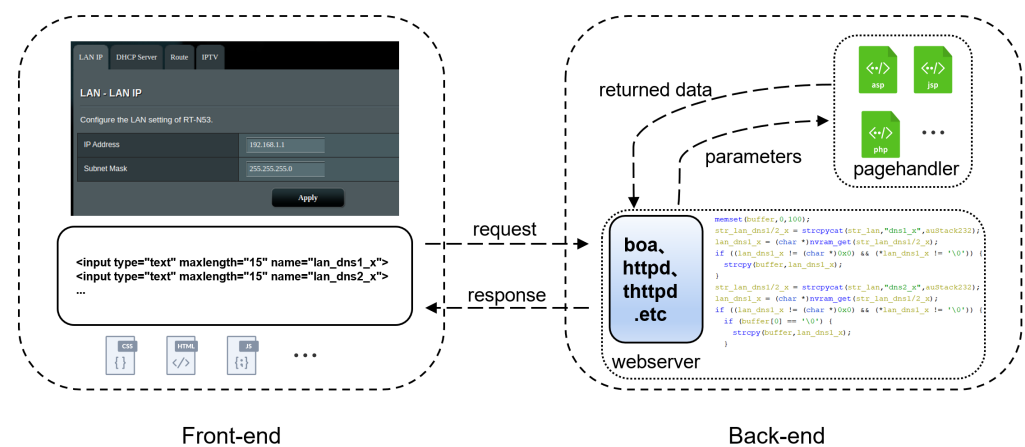 LAN IP DHCP Server Route IPTV
LAN - LAN IP
Configure the LAN setting of RT-N53.
IP Address 192.168.1.1
Subnet Mask 255.255.255.0
Apply
<input type="text" maxlength="15" name="lan_dns1_x">
<input type="text" maxlength="15" name="lan_dns2_x">
...
CSS
{ }
HTML
</>
JS
{;}
...
Front-end
request
response
returned data
parameters
<··/>
asp
<··/>
jsp
<··/>
php
...
pagehandler
boa、
httpd、
thttpd
.etc
webserver
memset(buffer,0,100);
str_lan_dns1/2_x = strcpycat(str_lan,"dns1_x",auStack232);
lan_dns1_x = (char *)nvram_get(str_lan_dns1/2_x);
if ((lan_dns1_x != (char *)0x0) && (*lan_dns1_x != '\0')) {
strcpy(buffer,lan_dns1_x);
}
str_lan_dns1/2_x = strcpycat(str_lan,"dns2_x",auStack232);
lan_dns1_x = (char *)nvram_get(str_lan_dns1/2_x);
if ((lan_dns1_x != (char *)0x0) && (*lan_dns1_x != '\0')) {
if (buffer[0] == '\0') {
strcpy(buffer,lan_dns1_x);
}
Back-end